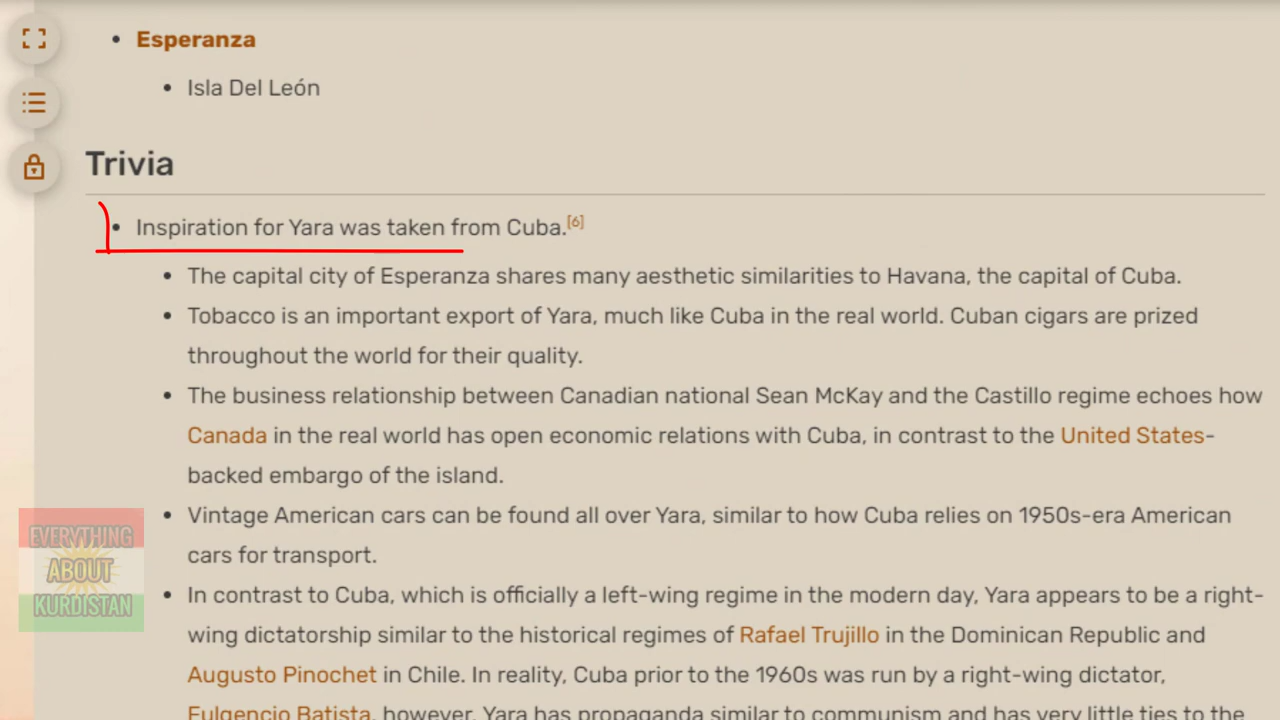 Esperanza
Isla Del León
Trivia
Inspiration for Yara was taken from Cuba.[6]
The capital city of Esperanza shares many aesthetic similarities to Havana, the capital of Cuba.
Tobacco is an important export of Yara, much like Cuba in the real world. Cuban cigars are prized
throughout the world for their quality.
The business relationship between Canadian national Sean McKay and the Castillo regime echoes how
Canada in the real world has open economic relations with Cuba, in contrast to the United States-
backed embargo of the island.
Vintage American cars can be found all over Yara, similar to how Cuba relies on 1950s-era American
cars for transport.
In contrast to Cuba, which is officially a left-wing regime in the modern day, Yara appears to be a right-
wing dictatorship similar to the historical regimes of Rafael Trujillo in the Dominican Republic and
Augusto Pinochet in Chile. In reality, Cuba prior to the 1960s was run by a right-wing dictator,
Fulgencio Batista, however, Yara has propaganda similar to communism and has very little ties to the
EVERYTHING
ABOUT
KURDISTAN